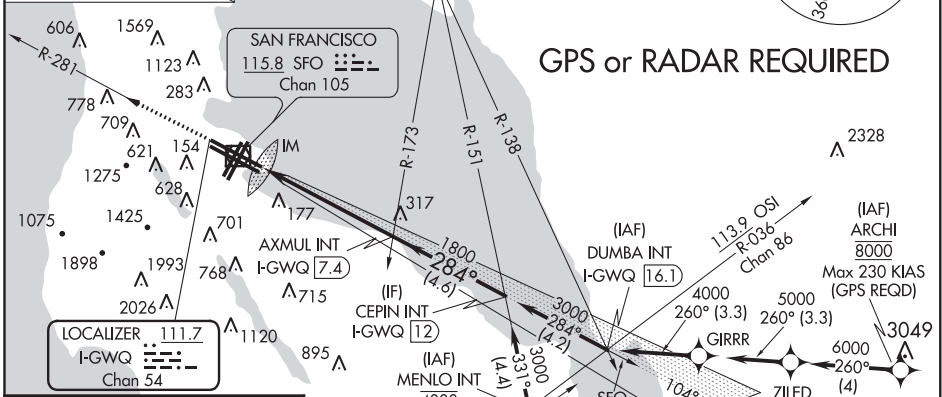 606
1569
R-281
1123
283
778
709
621
154
1275
628
1075
1425
701
1898
1993
768
2026
1120
715
895
177
317
2328
36
SAN FRANCISCO
115.8 SFO
Chan 105
GPS or RADAR REQUIRED
IM
R-173
R-151
R-138
113.9 OSI
R-036
Chan 86
(IAF)
ARCHI
8000
Max 230 KIAS
(GPS REQD)
3049
(IAF)
DUMBA INT
I-GWQ 16.1
AXMUL INT
I-GWQ 7.4
1800
284°
(4.6)
(IF)
CEPIN INT
I-GWQ 12
3000
284°
(4.2)
4000
260° (3.3)
5000
260° (3.3)
6000
260°
(4)
GIRRR
ZILED
LOCALIZER 111.7
I-GWQ
Chan 54
(IAF)
MENLO INT
3000
331°
(4.4)
104°
SFO